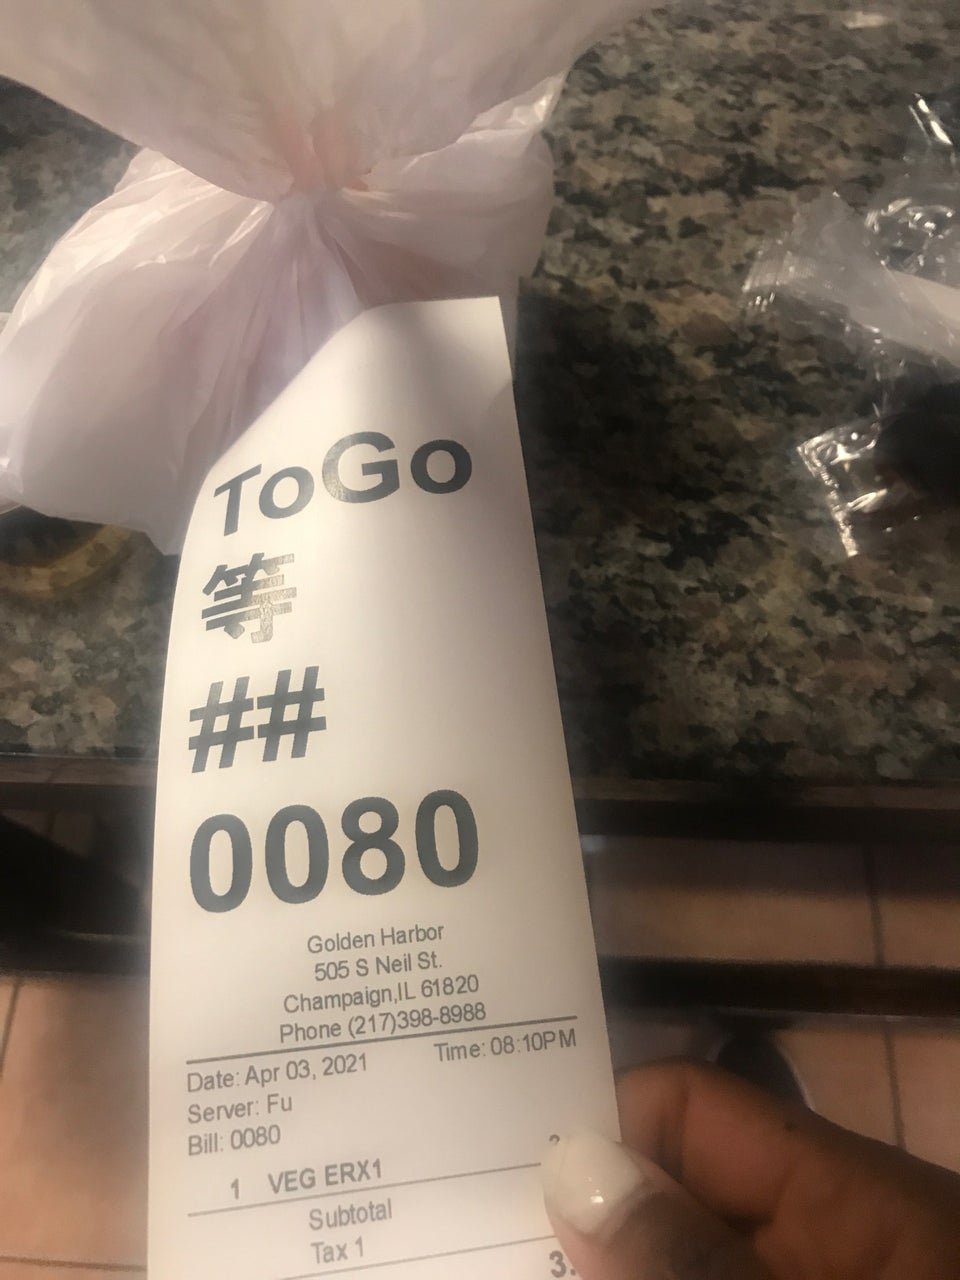 ToGo
等
##
0080
Golden Harbor
505 S Neil St.
Champaign,IL 61820
Phone (217)398-8988
Date: Apr 03, 2021 Time: 08:10PM
Server: Fu
Bill: 0080
1 VEG ERX1
Subtotal
Tax 1
3.